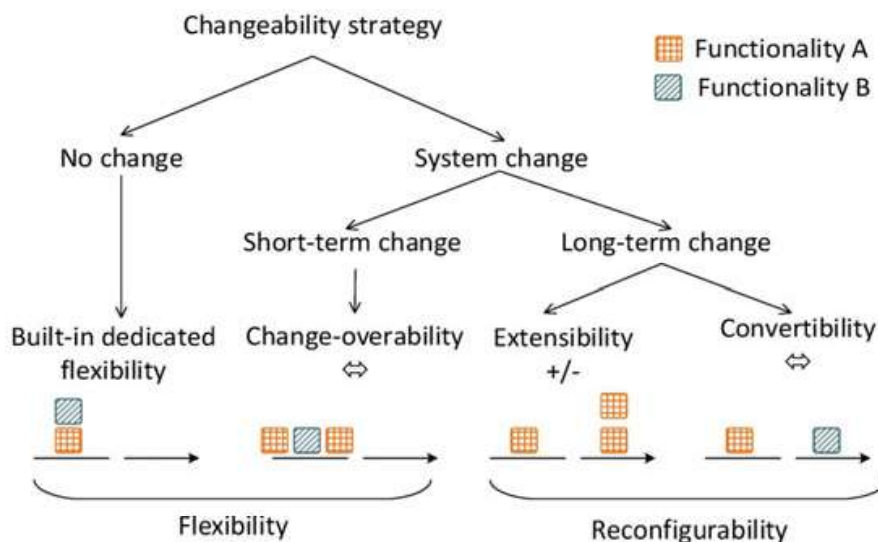 Changeability strategy
Functionality A
Functionality B
No change
System change
Short-term change
Long-term change
Built-in dedicated
flexibility
Change-overability
⇔
Extensibility
+/-
Convertibility
⇔
Flexibility
Reconfigurability